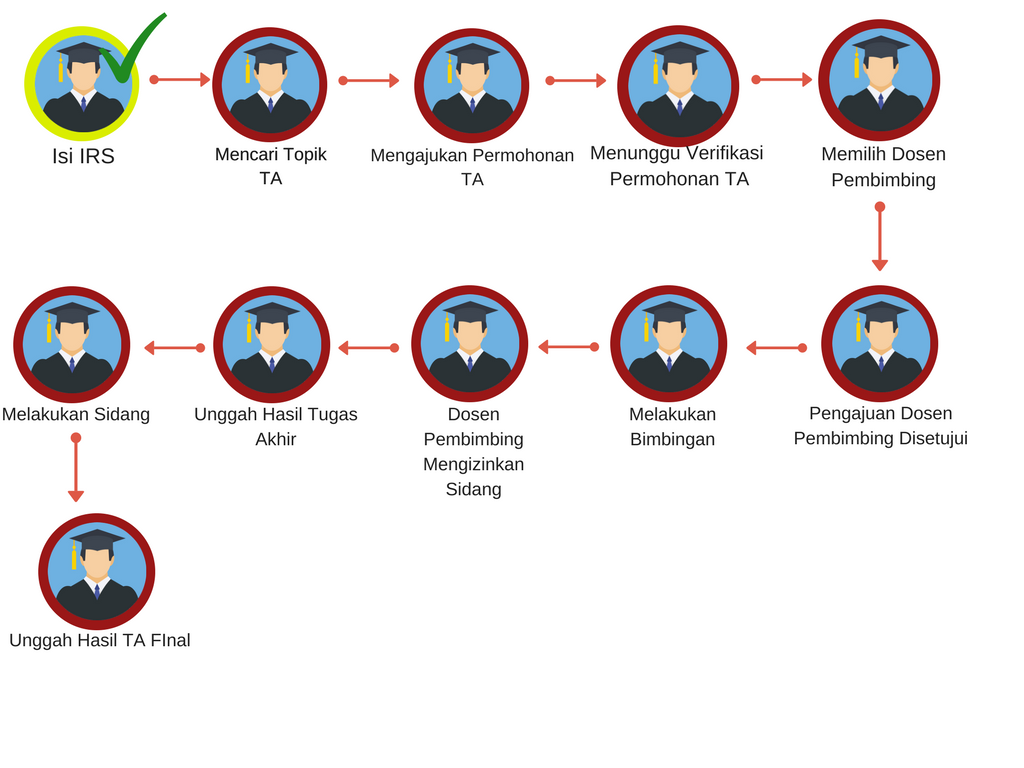 Isi IRS
Mencari Topik
TA
Mengajukan Permohonan
TA
Menunggu Verifikasi
Permohonan TA
Memilih Dosen
Pembimbing
Pengajuan Dosen
Pembimbing Disetujui
Melakukan
Bimbingan
Dosen
Pembimbing
Mengizinkan
Sidang
Unggah Hasil Tugas
Akhir
Melakukan Sidang
Unggah Hasil TA FInal